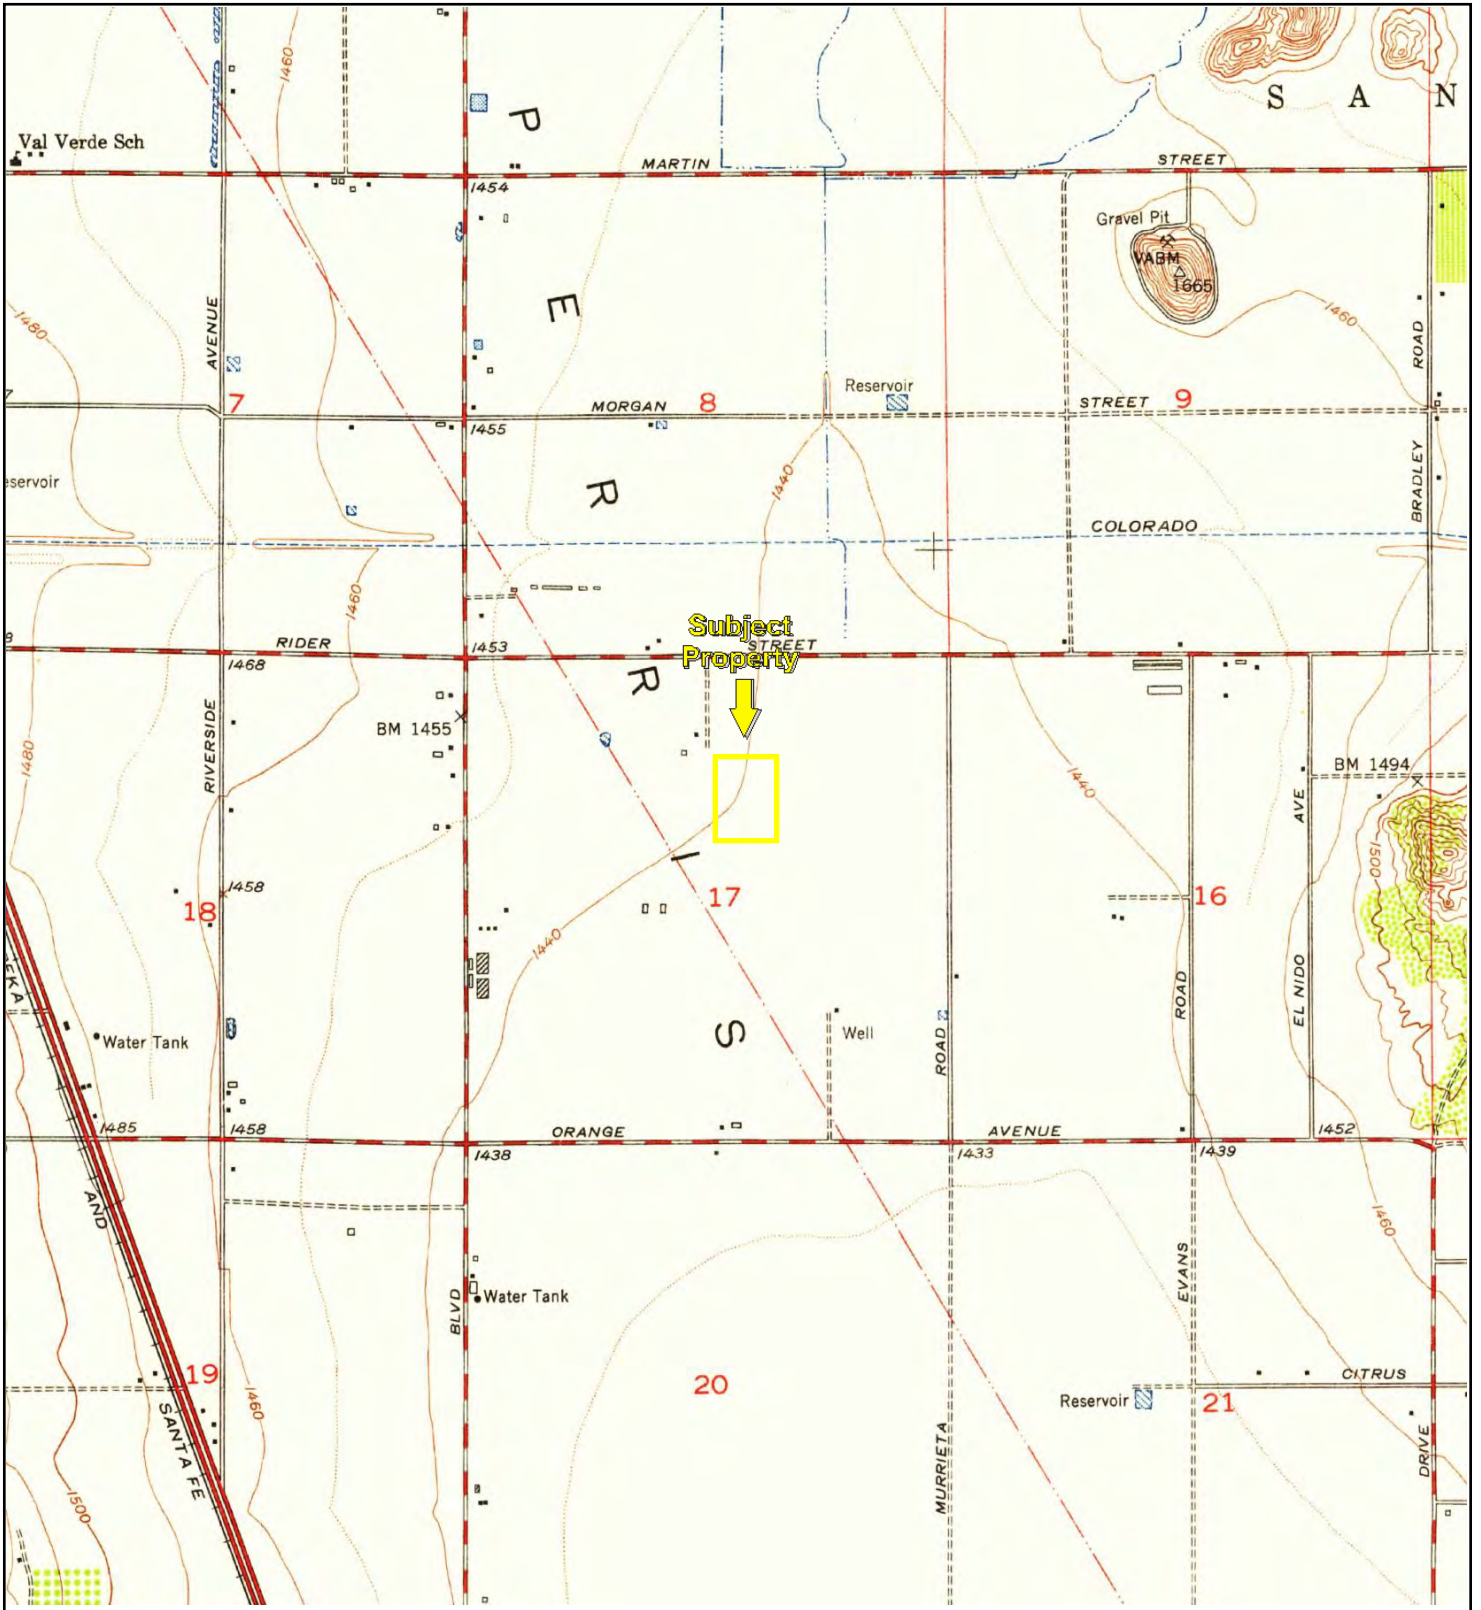 1460
P
S A N
Val Verde Sch
MARTIN
STREET
1454
Gravel Pit
VABM
1665
E
AVENUE
1480
1460
ROAD
Reservoir
7
MORGAN
8
STREET
9
1455
R
1440
BRADLEY
COLORADO
1460
RIDER
Subject
Property
STREET
1468
1453
R
RIVERSIDE
BM 1455
1480
1440
BM 1494
AVE
1500
I
1458
18
17
16
1440
S
Well
ROAD
ROAD
EL NIDO
Water Tank
1485
1458
ORANGE
AVENUE
1452
1438
1433
1439
AND
1460
EVANS
Water Tank
BLVD
19
20
CITRUS
Reservoir
21
SANTA FE
1460
MURRIETA
DRIVE
1500